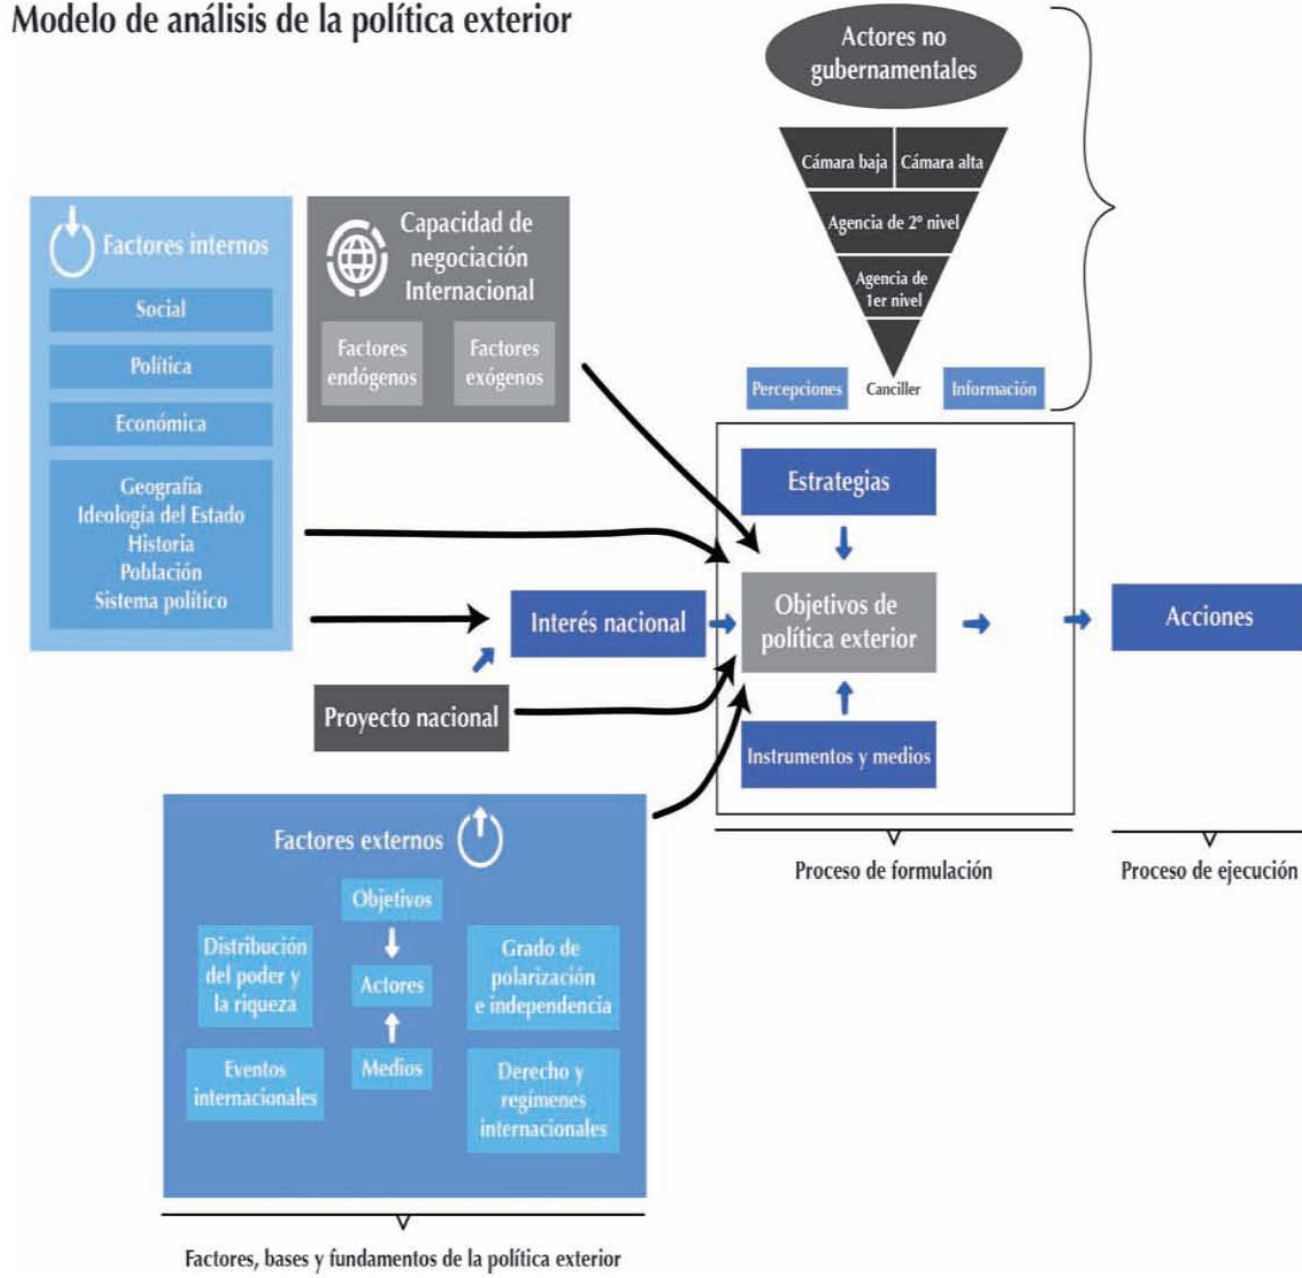 Modelo de análisis de la política exterior
Actores no
gubernamentales
Cámara baja
Cámara alta
Agencia de 2º nivel
Agencia de
1er nivel
Percepciones
Canciller
Información
Factores internos
Social
Política
Económica
Geografía
Ideología del Estado
Historia
Población
Sistema político
Capacidad de
negociación
Internacional
Factores
endógenos
Factores
exógenos
Estrategias
Objetivos de
política exterior
Instrumentos y medios
Interés nacional
Proyecto nacional
Acciones
Proceso de formulación
Proceso de ejecución
Factores externos
Objetivos
Distribución
del poder y
la riqueza
Actores
Grado de
polarización
e independencia
Eventos
internacionales
Medios
Derecho y
regímenes
internacionales
Factores, bases y fundamentos de la política exterior